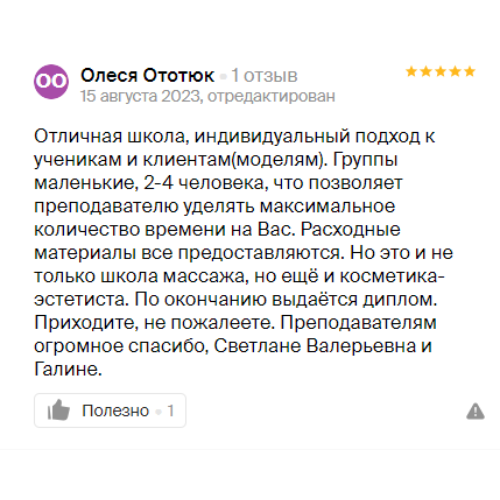 ОО Олеся Ототюк • 1 отзыв
15 августа 2023, отредактирован
Отличная школа, индивидуальный подход к
ученикам и клиентам(моделям). Группы
маленькие, 2-4 человека, что позволяет
преподавателю уделять максимальное
количество времени на Вас. Расходные
материалы все предоставляются. Но это и не
только школа массажа, но ещё и косметика-
эстетиста. По окончанию выдаётся диплом.
Приходите, не пожалеете. Преподавателям
огромное спасибо, Светлане Валерьевна и
Галине.
Полезно • 1